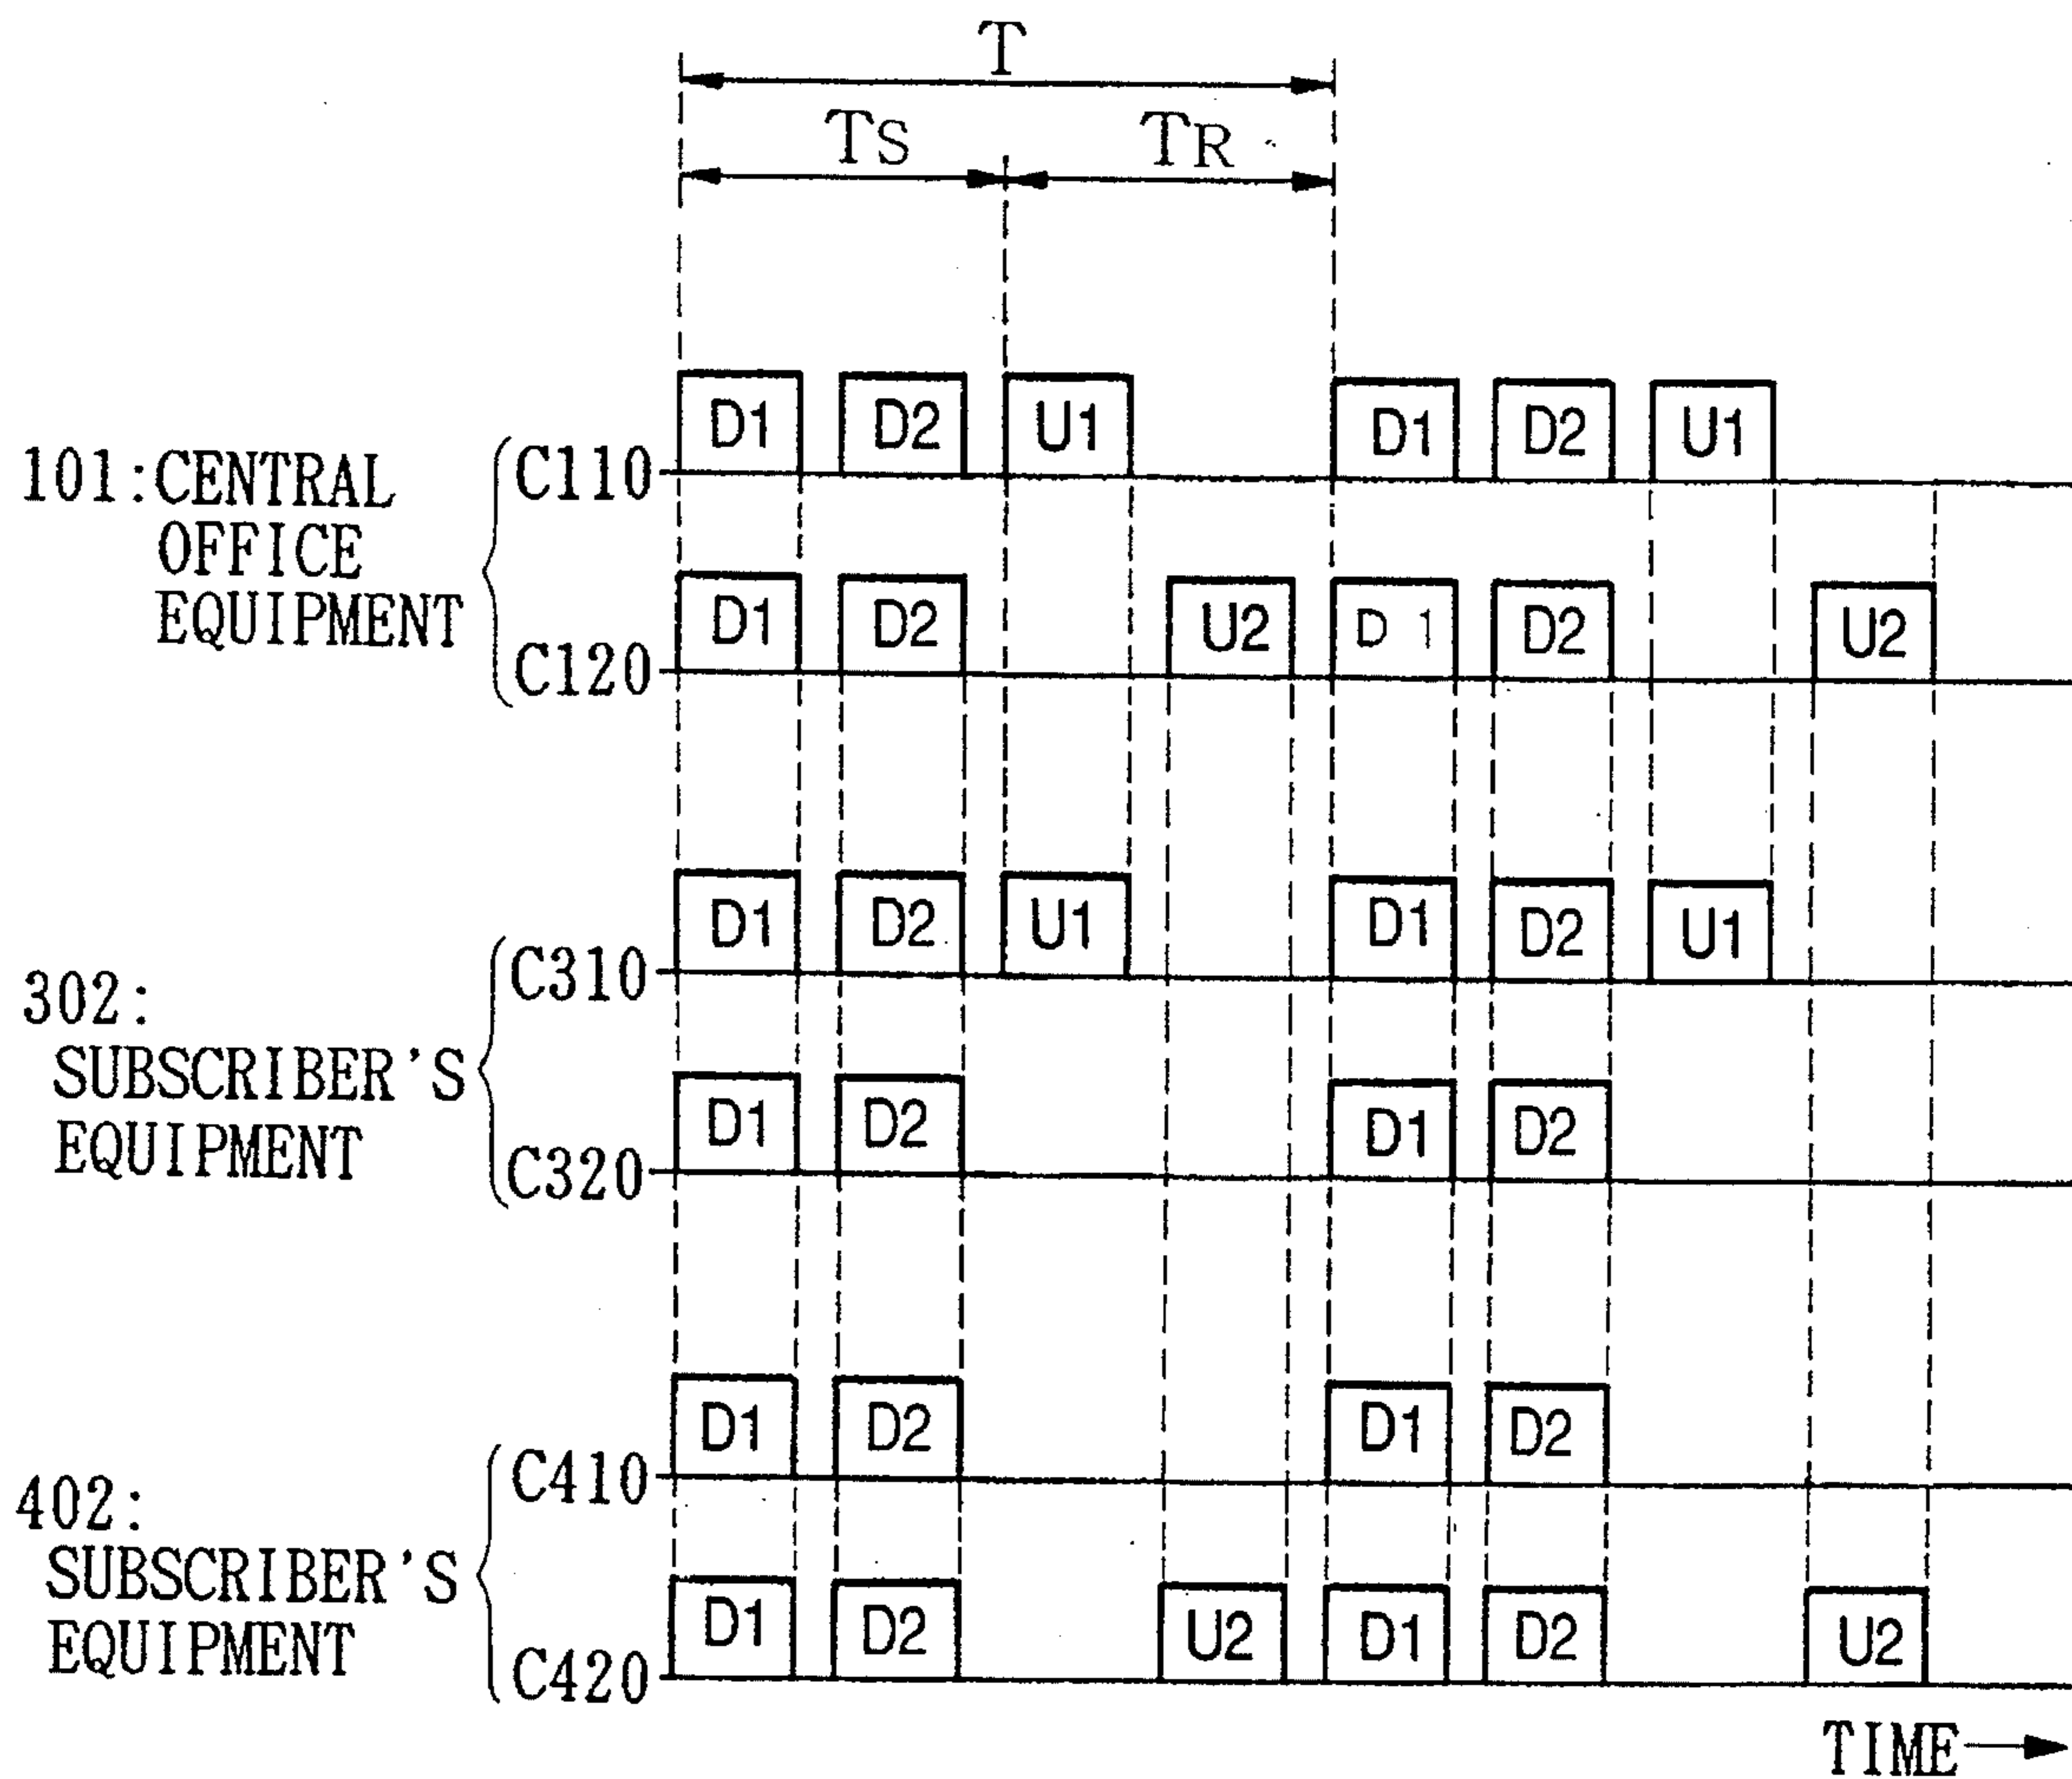 T
TS TR
D1 D2 U1 D1 D2 U1
101:CENTRAL
OFFICE
EQUIPMENT
C110
D1 D2 U2 D 1 D2 U2
C120
D1 D2 U1 D1 D2 U1
C310
302:
SUBSCRIBER'S
EQUIPMENT
D1 D2 D1 D2
C320
D1 D2 D1 D2
C410
402:
SUBSCRIBER'S
EQUIPMENT
D1 D2 U2 D1 D2 U2
C420
TIME